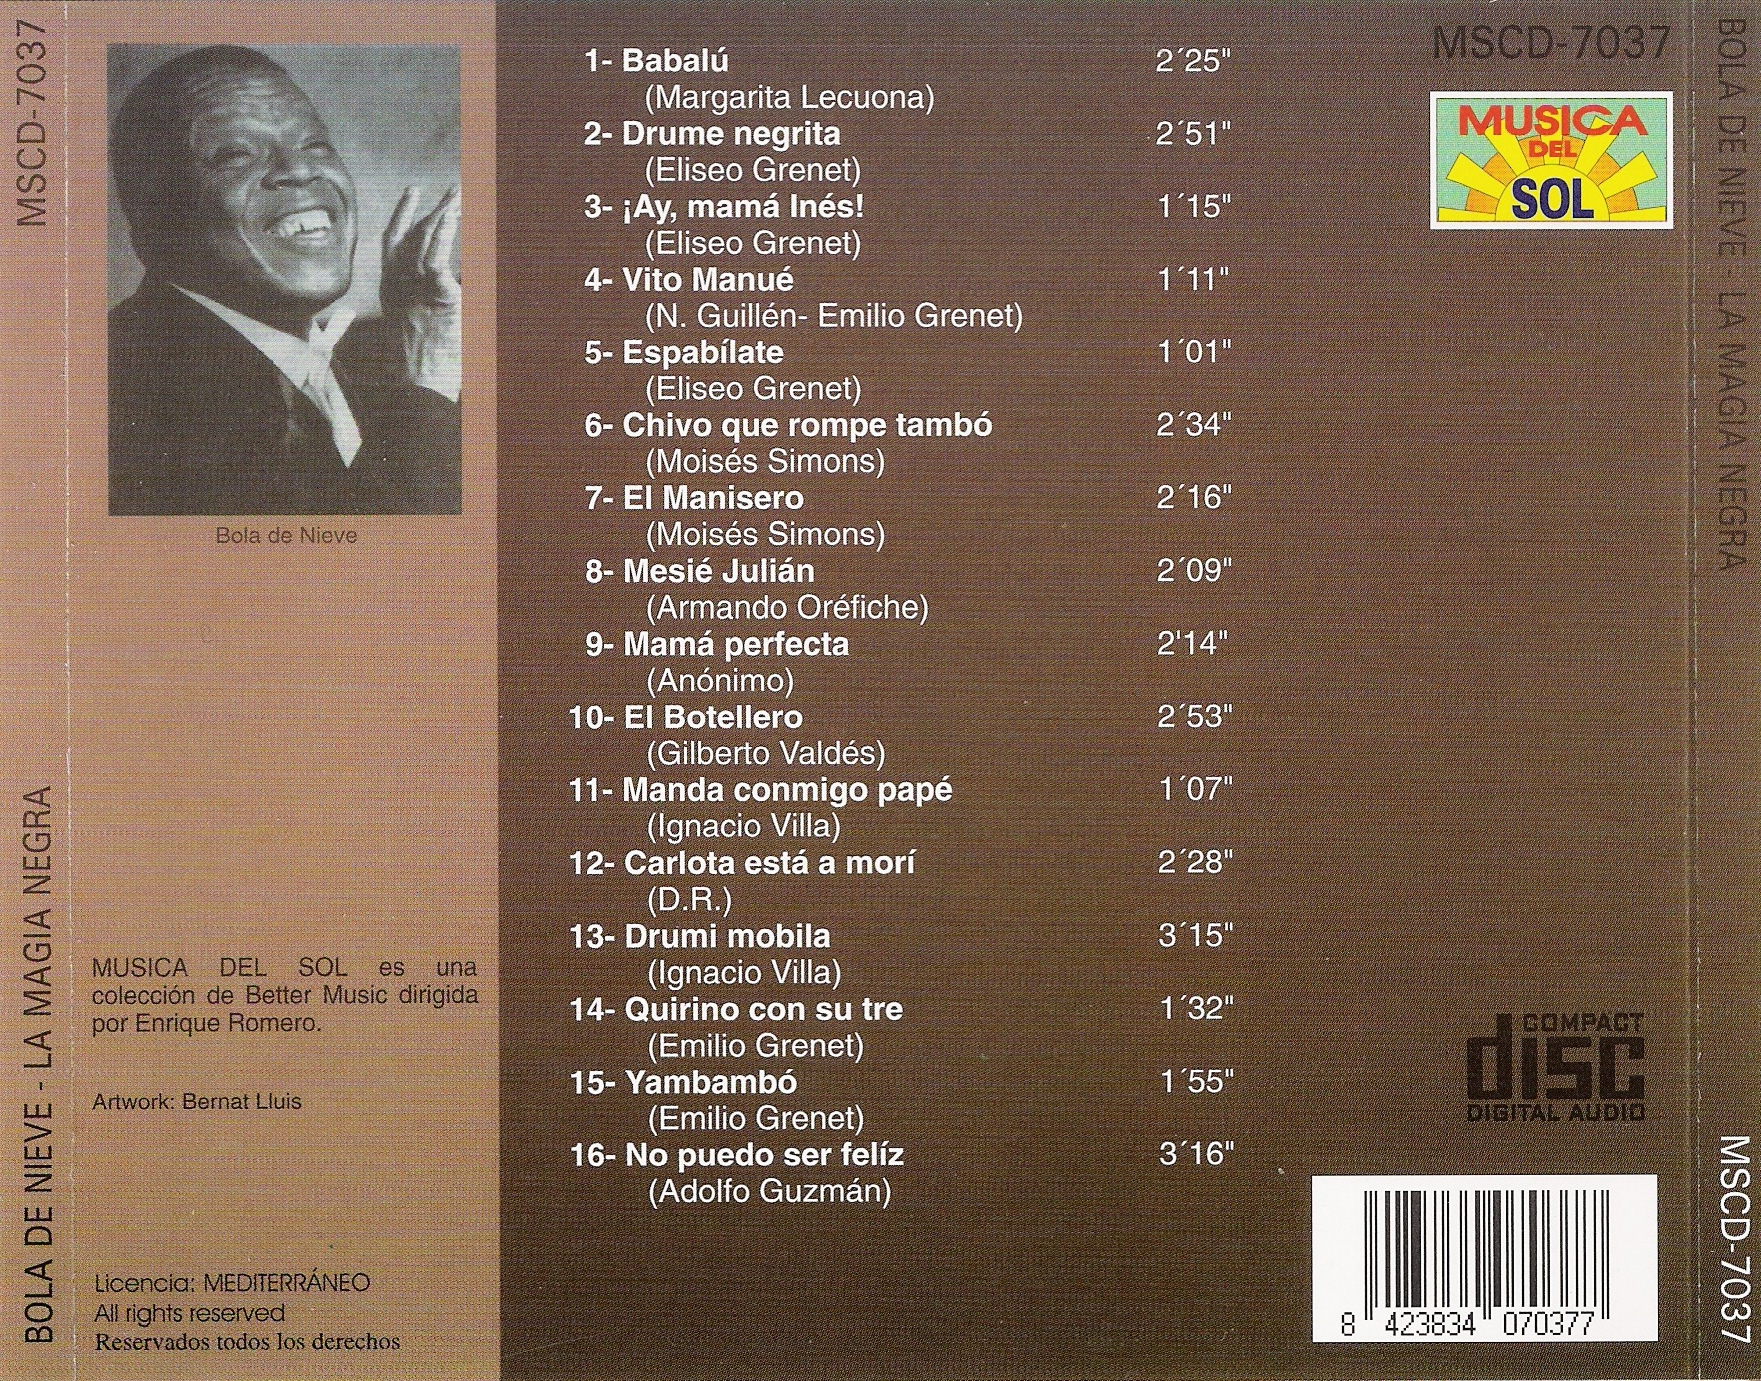 MSCD-7037
BOLA DE NIEVE - LA MAGIA NEGRA
Bola de Nieve
MUSICA DEL SOL es una
colección de Better Music dirigida
por Enrique Romero.
Artwork: Bernat Lluis
Licencia: MEDITERRÁNEO
All rights reserved
Reservados todos los derechos
1- Babalú 2´25"
(Margarita Lecuona)
2- Drume negrita 2´51"
(Eliseo Grenet)
3- ¡Ay, mamá Inés! 1´15"
(Eliseo Grenet)
4- Vito Manué 1´11"
(N. Guillén- Emilio Grenet)
5- Espabílate 1´01"
(Eliseo Grenet)
6- Chivo que rompe tambó 2´34"
(Moisés Simons)
7- El Manisero 2´16"
(Moisés Simons)
8- Mesié Julián 2´09"
(Armando Oréfiche)
9- Mamá perfecta 2'14"
(Anónimo)
10- El Botellero 2´53"
(Gilberto Valdés)
11- Manda conmigo papé 1´07"
(Ignacio Villa)
12- Carlota está a morí 2´28"
(D.R.)
13- Drumi mobila 3´15"
(Ignacio Villa)
14- Quirino con su tre 1´32"
(Emilio Grenet)
15- Yambambó 1´55"
(Emilio Grenet)
16- No puedo ser felíz 3´16"
(Adolfo Guzmán)
MSCD-7037
MUSICA
DEL
SOL
COMPACT
disc
DIGITAL AUDIO
8 423834 070377
BOLA DE NIEVE - LA MAGIA NEGRA
MSCD-7037